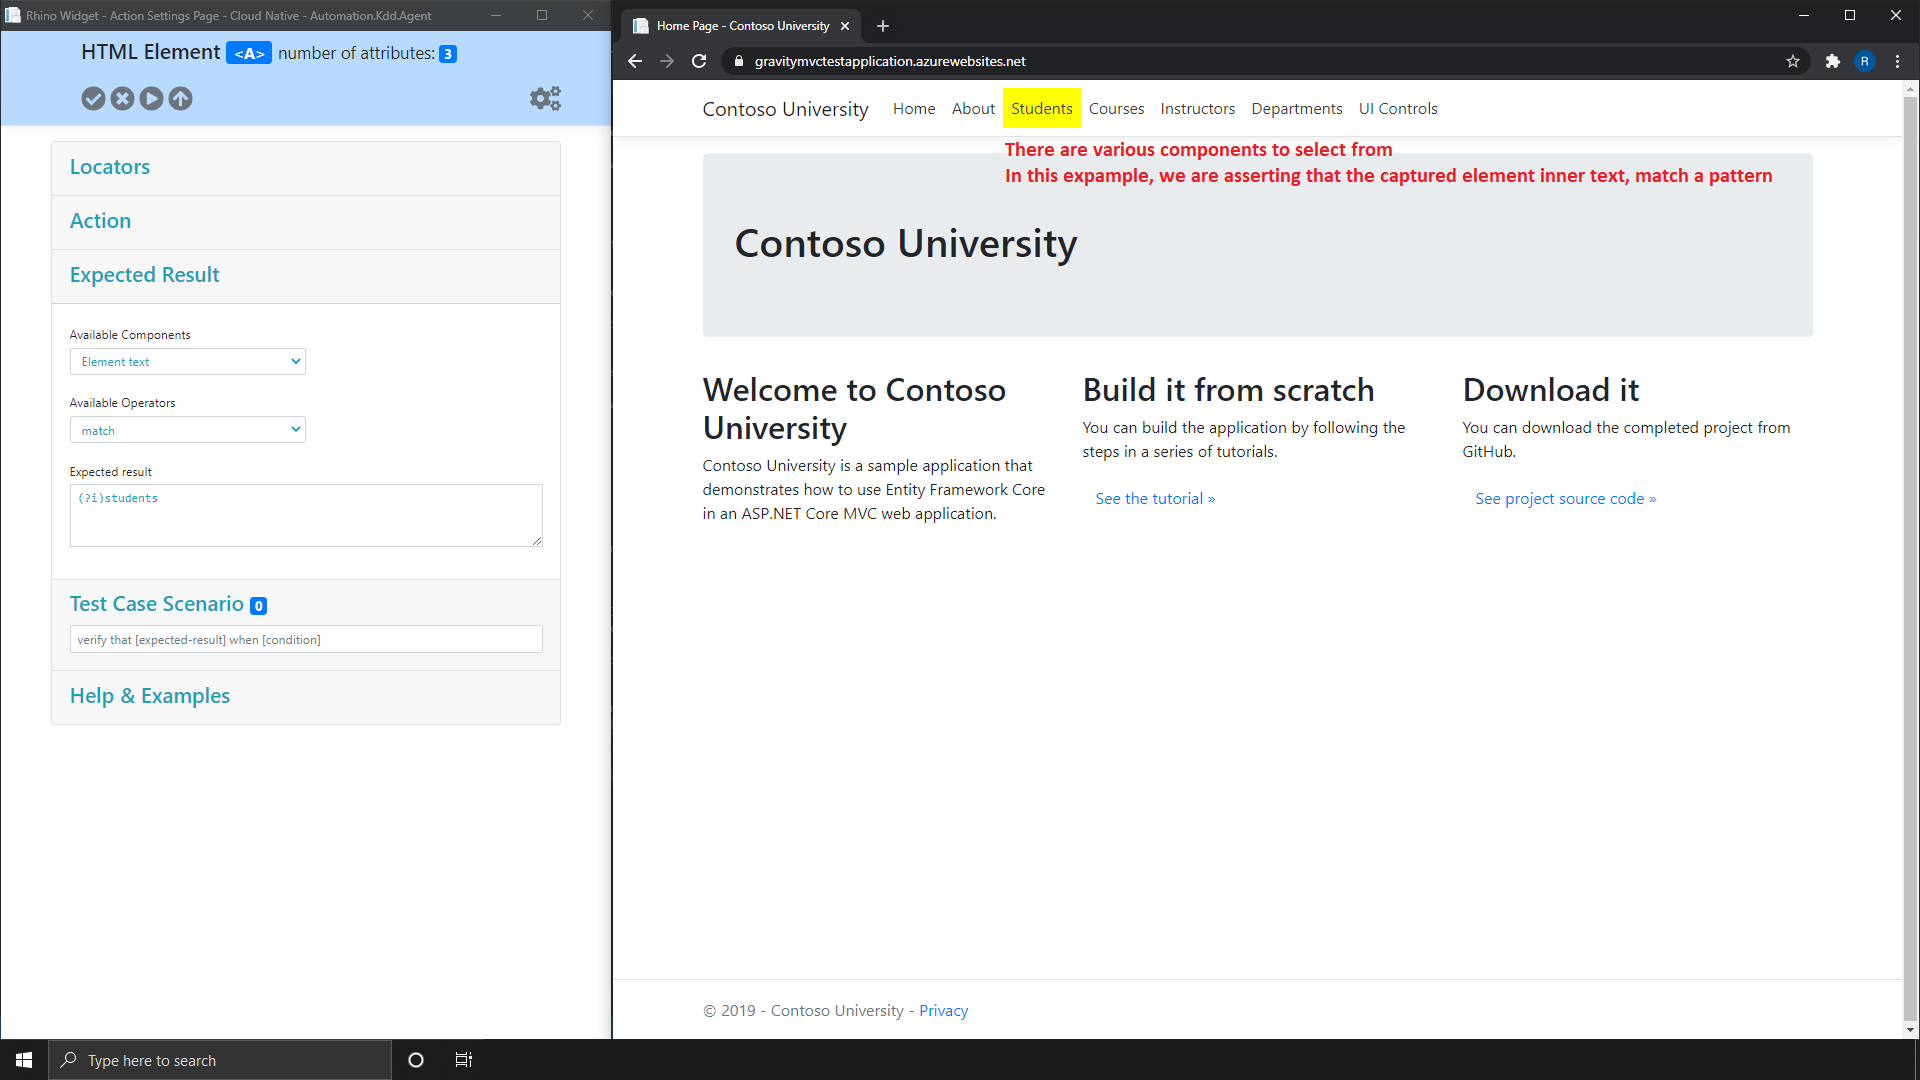 Rhino Widget - Action Settings Page - Cloud Native - Automation.Kdd.Agent
HTML Element <A> number of attributes: 3
Locators
Action
Expected Result
Available Components
Element text
Available Operators
match
Expected result
(?i)students
Test Case Scenario 0
verify that [expected-result] when [condition]
Help & Examples
Home Page - Contoso University
gravitymvctestapplication.azurewebsites.net
R
Contoso University Home About Students Courses Instructors Departments UI Controls
There are various components to select from
In this expample, we are asserting that the captured element inner text, match a pattern
Contoso University
Welcome to Contoso
University
Contoso University is a sample application that
demonstrates how to use Entity Framework Core
in an ASP.NET Core MVC web application.
Build it from scratch
You can build the application by following the
steps in a series of tutorials.
See the tutorial »
Download it
You can download the completed project from
GitHub.
See project source code »
© 2019 - Contoso University - Privacy
Type here to search